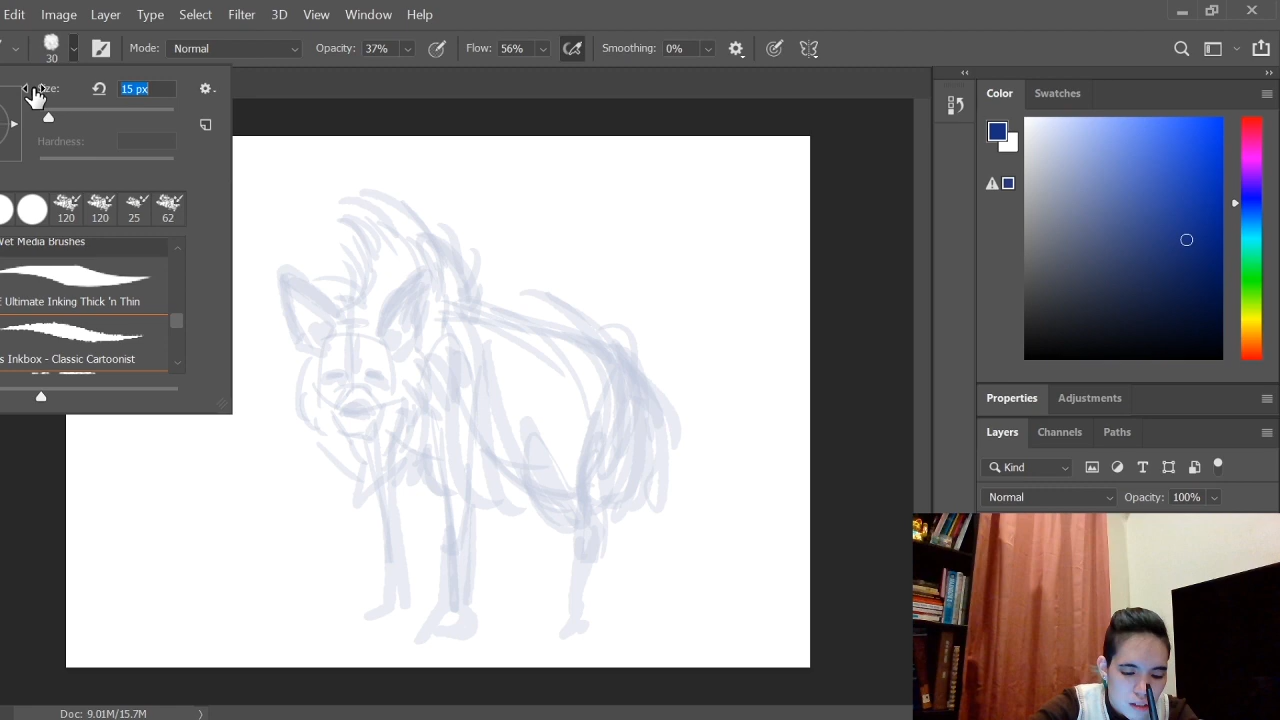 Edit Image Layer Type Select Filter 3D View Window Help
30 Mode: Normal Opacity: 37% Flow: 56% Smoothing: 0%
15 px
Hardness:
120 120 25 62
Wet Media Brushes
Ultimate Inking Thick 'n Thin
s Inkbox - Classic Cartoonist
Color Swatches
Properties Adjustments
Layers Channels Paths
Kind
Normal Opacity: 100%
Doc: 9.01M/15.7M